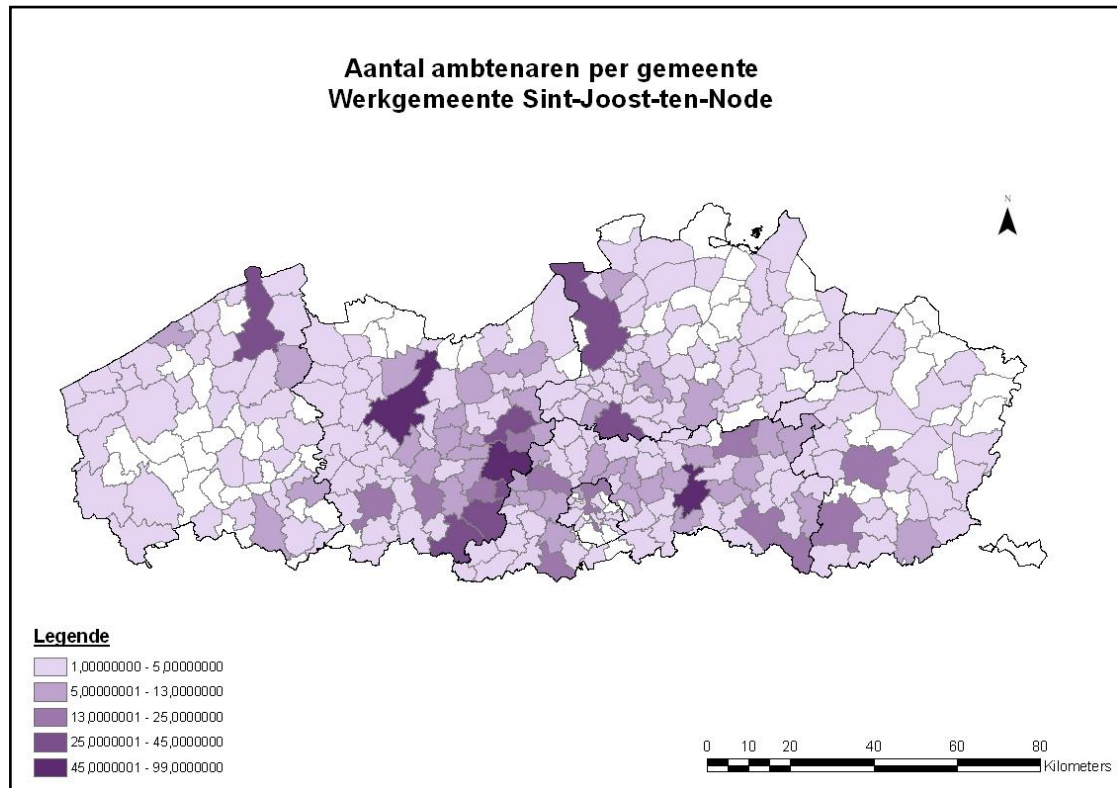 Aantal ambtenaren per gemeente
Werkgemeente Sint-Joost-ten-Node
N
Legende
1,00000000 - 5,00000000
5,00000001 - 13,0000000
13,0000001 - 25,0000000
25,0000001 - 45,0000000
45,0000001 - 99,0000000
0 10 20 40 60 80
Kilometers